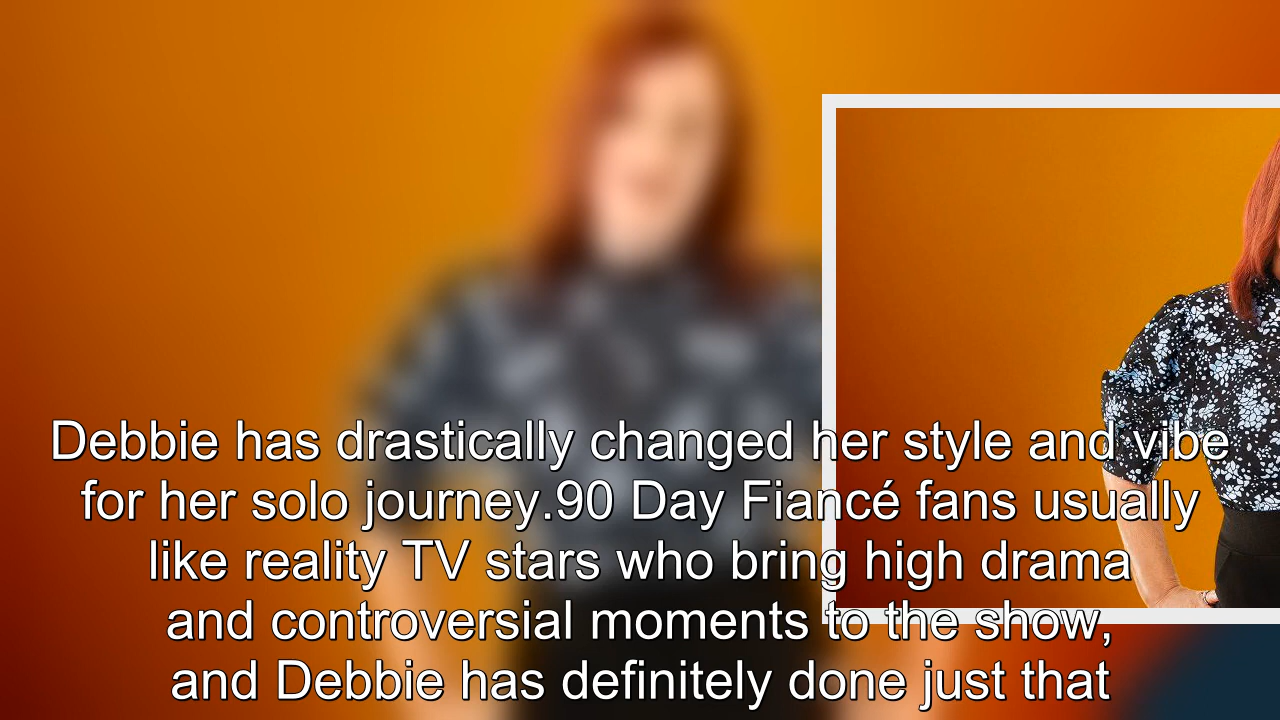 Debbie has drastically changed her style and vibe
for her solo journey.90 Day Fiancé fans usually
like reality TV stars who bring high drama
and controversial moments to the show,
and Debbie has definitely done just that